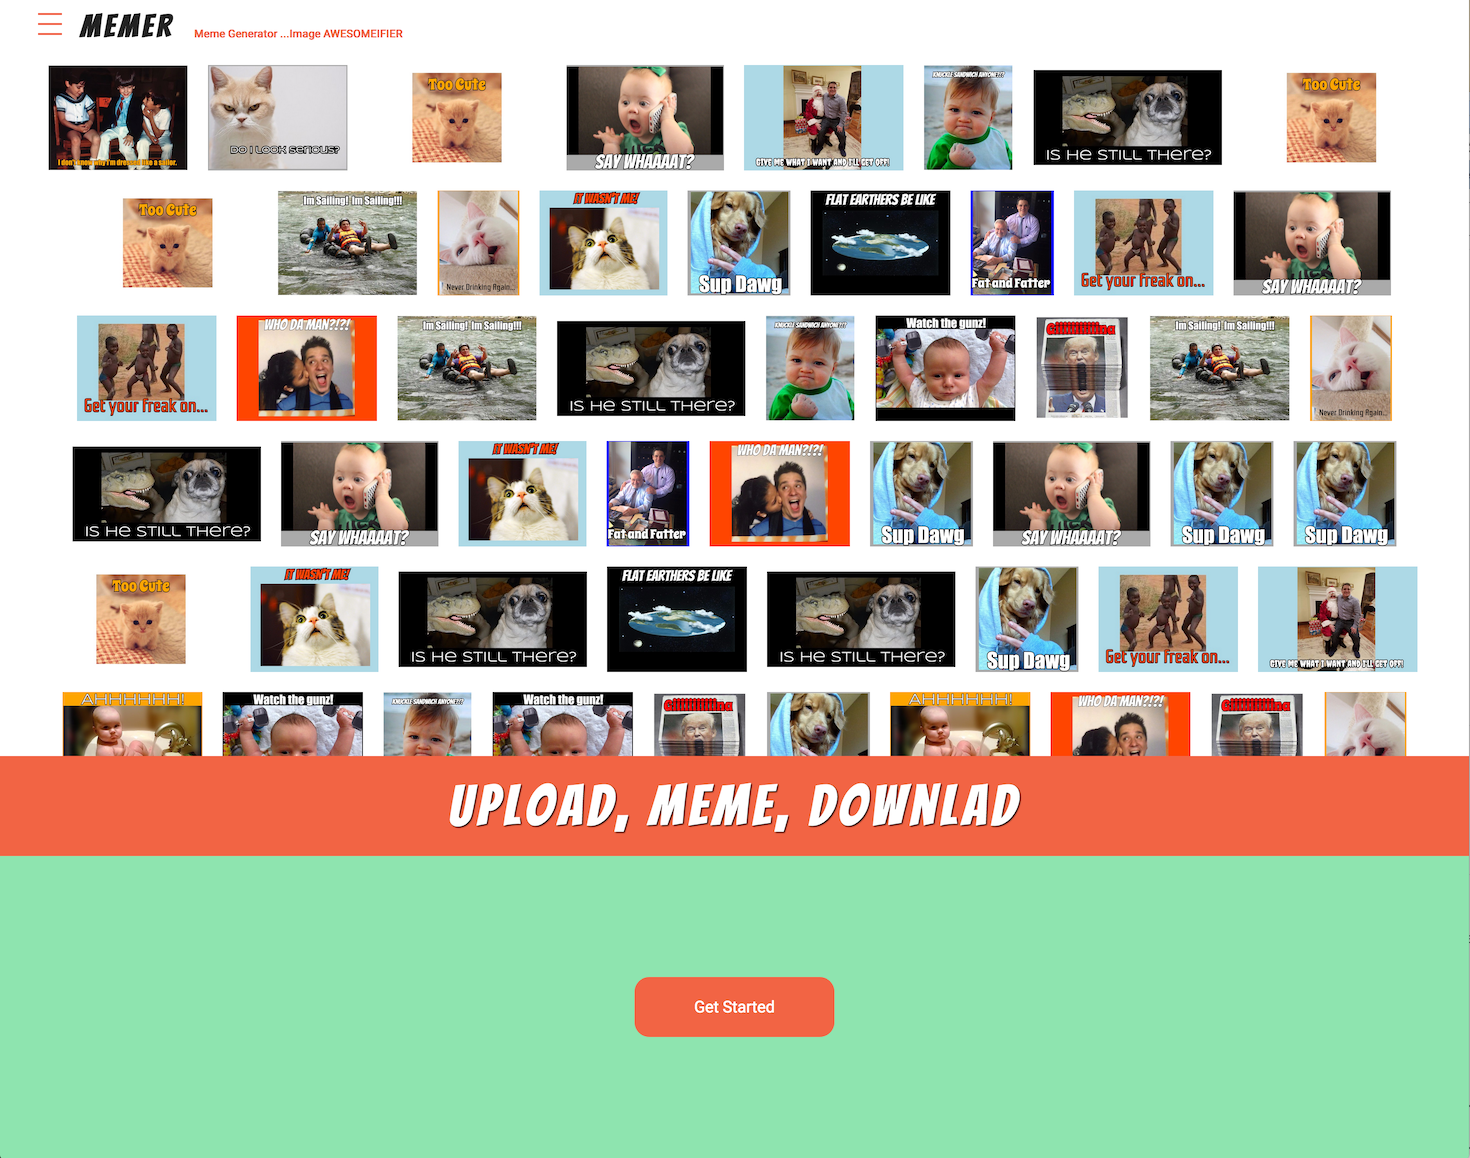 MEMER
Meme Generator ...Image AWESOMEIFIER
I don't know why I'm dressed like a sailor.
DO I LOOK SERIOUS?
Too Cute
SAY WHAAAAT?
GIVE ME WHAT I WANT AND I'LL GET OFF!
KNUCKLE SANDWICH ANYONE???
IS HE STILL THERE?
Too Cute
Too Cute
Im Sailing! Im Sailing!!!
Never Drinking Again...
IT WASN'T ME!
Sup Dawg
FLAT EARTHERS BE LIKE
Fat and Fatter
Get your freak on...
SAY WHAAAAT?
Get your freak on...
WHO DA MAN?!?!
Im Sailing! Im Sailing!!!
IS HE STILL THERE?
KNUCKLE SANDWICH ANYONE???
Watch the gunz!
Im Sailing! Im Sailing!!!
Never Drinking Again...
IS HE STILL THERE?
SAY WHAAAAT?
IT WASN'T ME!
Fat and Fatter
WHO DA MAN?!?!
Sup Dawg
SAY WHAAAAT?
Sup Dawg
Sup Dawg
Too Cute
IT WASN'T ME!
IS HE STILL THERE?
FLAT EARTHERS BE LIKE
IS HE STILL THERE?
Sup Dawg
Get your freak on...
GIVE ME WHAT I WANT AND I'LL GET OFF!
AHHHHHH!
Watch the gunz!
KNUCKLE SANDWICH ANYONE???
Watch the gunz!
AHHHHHH!
WHO DA MAN?!?!
UPLOAD, MEME, DOWNLAD
Get Started